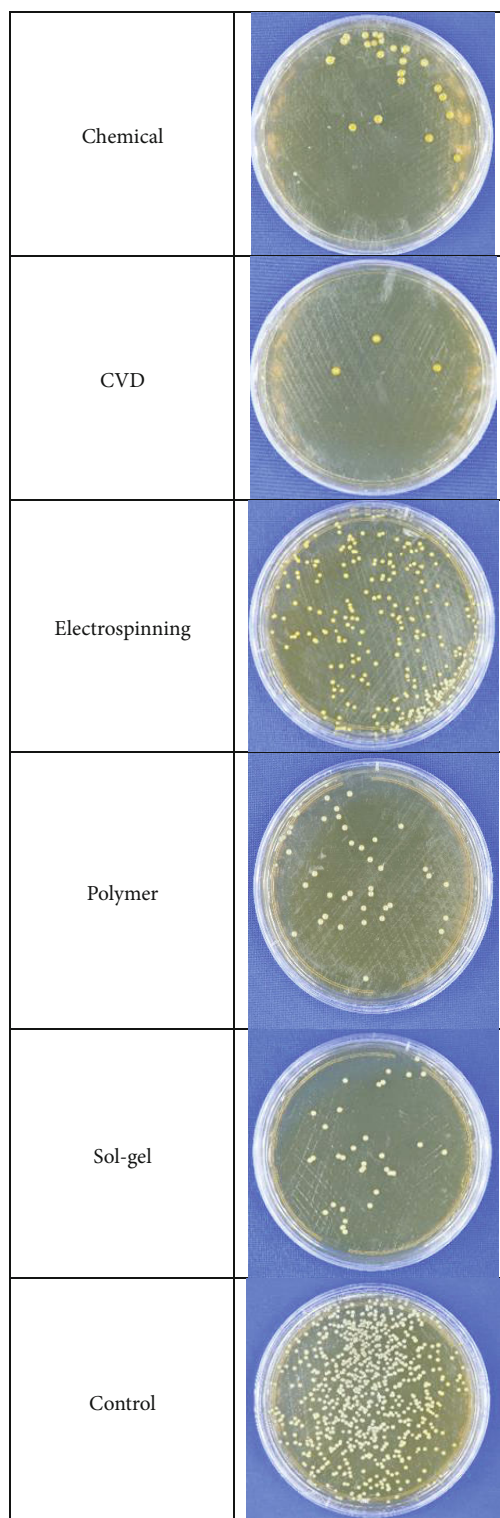 Chemical
CVD
Electrospinning
Polymer
Sol-gel
Control